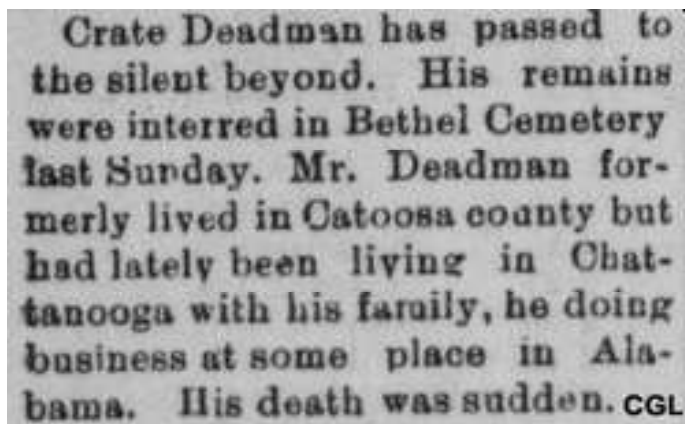 Crate Deadman has passed to
the silent beyond. His remains
were interred in Bethel Cemetery
last Sunday. Mr. Deadman for-
merly lived in Catoosa county but
had lately been living in Chat-
tanooga with his family, he doing
business at some place in Ala-
bama. His death was sudden. CGL